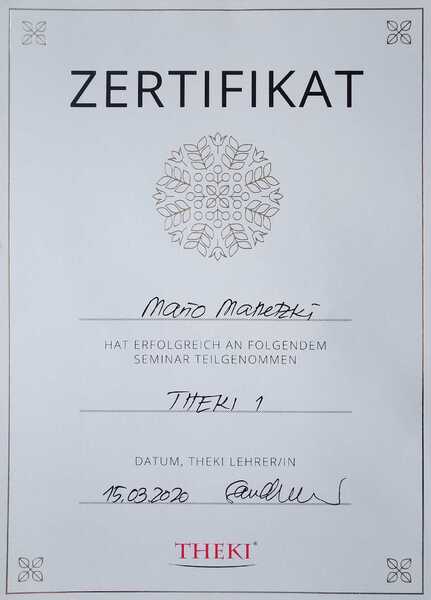 ZERTIFIKAT
Mario Maretzki
HAT ERFOLGREICH AN FOLGENDEM
SEMINAR TEILGENOMMEN
THEKI 1
DATUM, THEKI LEHRER/IN
15.03.2020
THEKI®